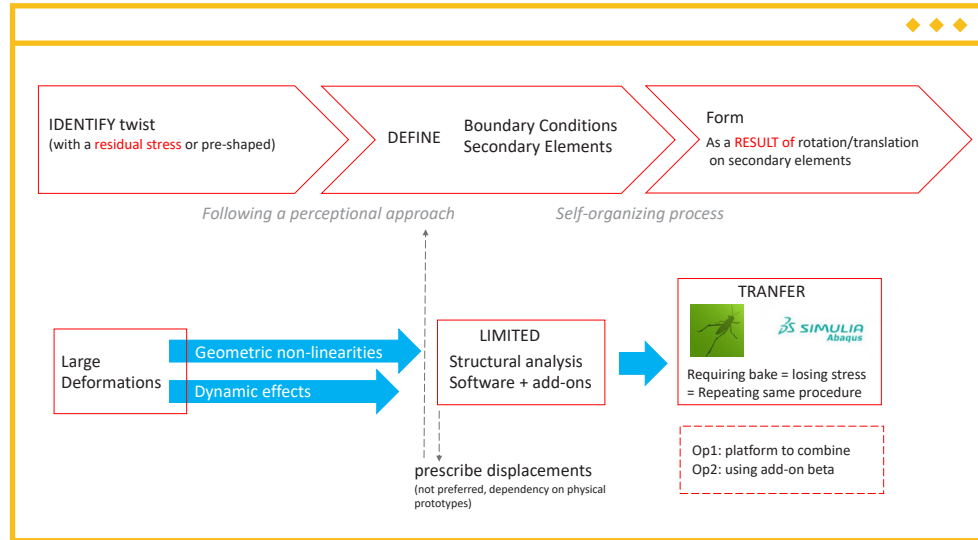 IDENTIFY twist
(with a residual stress or pre-shaped)
DEFINE
Boundary Conditions
Secondary Elements
Form
As a RESULT of rotation/translation
on secondary elements
Following a perceptional approach
Self-organizing process
Large
Deformations
Geometric non-linearities
Dynamic effects
LIMITED
Structural analysis
Software + add-ons
TRANFER
3DS SIMULIA
Abaqus
Requiring bake = losing stress
= Repeating same procedure
Op1: platform to combine
Op2: using add-on beta
prescribe displacements
(not preferred, dependency on physical
prototypes)